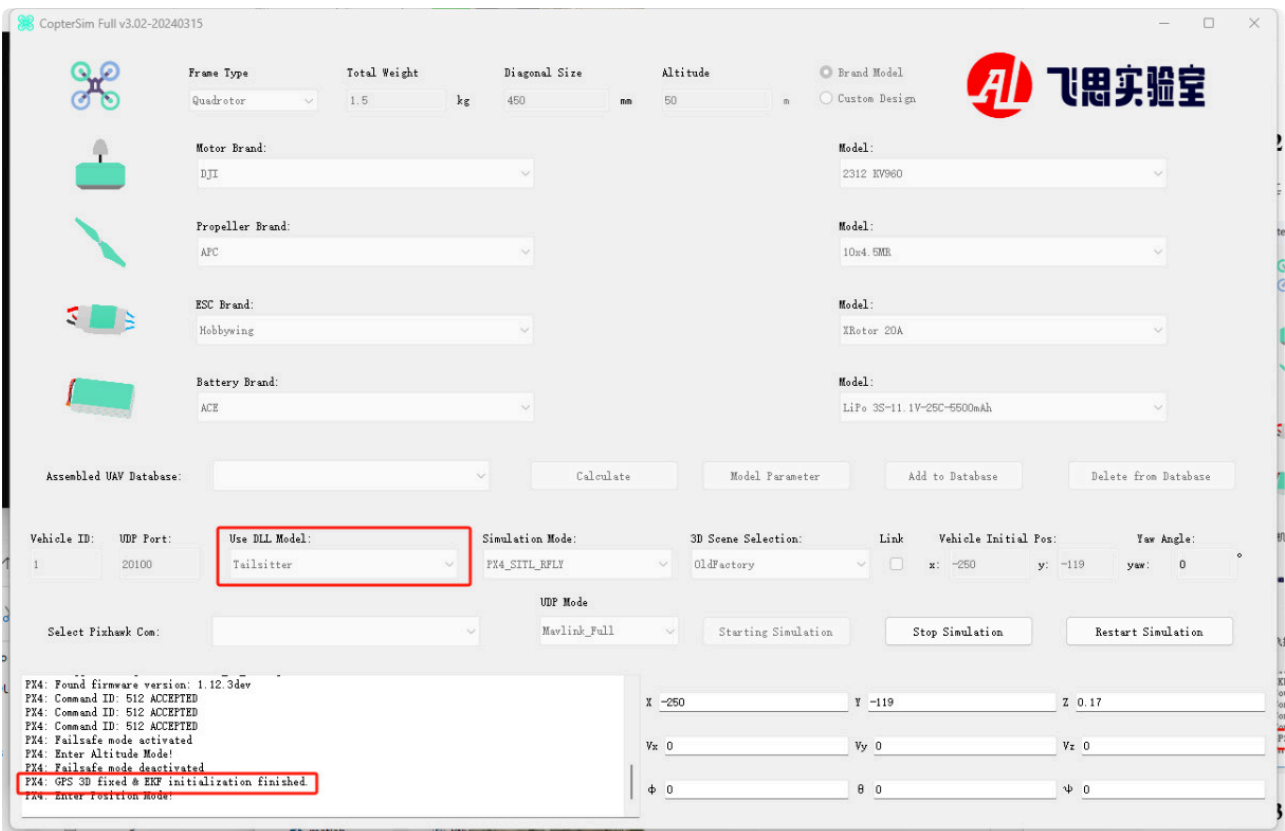 CopterSim Full v3.02-20240315
Frame Type
Total Weight
Diagonal Size
Altitude
Brand Model
Custom Design
飞思实验室
Quadrotor
1.5
kg
450
mm
50
m
Motor Brand:
Model:
DJI
2312 KV960
Propeller Brand:
Model:
APC
10x4.5MR
ESC Brand:
Model:
Hobbywing
XRotor 20A
Battery Brand:
Model:
ACE
LiPo 3S-11.1V-25C-5500mAh
Assembled UAV Database:
Calculate
Model Parameter
Add to Database
Delete from Database
Vehicle ID:
UDP Port:
Use DLL Model:
Simulation Mode:
3D Scene Selection:
Link
Vehicle Initial Pos:
Yaw Angle:
1
20100
Tailsitter
PX4_SITL_RFLY
OldFactory
x: -250
y: -119
yaw: 0 °
UDP Mode
Select Pixhawk Com:
Mavlink_Full
Starting Simulation
Stop Simulation
Restart Simulation
PX4: Found firmware version: 1.12.3dev
PX4: Command ID: 512 ACCEPTED
PX4: Command ID: 512 ACCEPTED
PX4: Command ID: 512 ACCEPTED
PX4: Failsafe mode activated
PX4: Enter Altitude Mode!
PX4: Failsafe mode deactivated
PX4: GPS 3D fixed & EKF initialization finished.
PX4: Enter Position Mode!
X -250
Y -119
Z 0.17
Vx 0
Vy 0
Vz 0
ϕ 0
θ 0
ψ 0